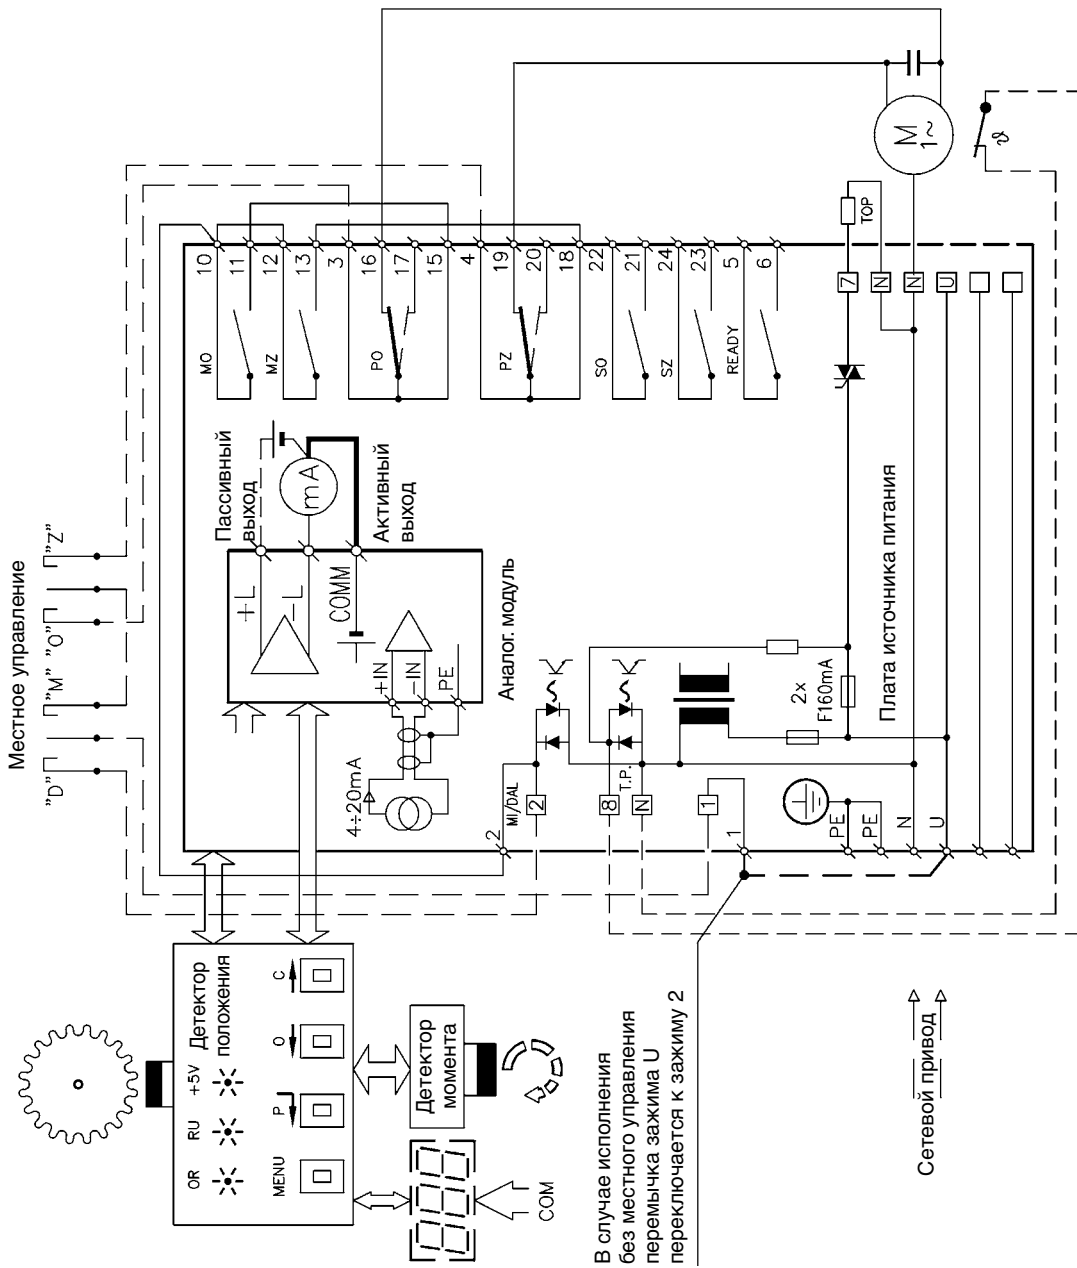 Местное управление
"D"
"M"
"O"
"Z"
10
11
12
13
3
16
17
15
4
19
20
18
22
21
24
23
5
6
MO
MZ
PO
PZ
SO
SZ
READY
TOP
M
1~
ϑ
7
N
N
U
Пассивный
выход
mA
Активный
выход
+L
-L
COMM
+IN
-IN
PE
4÷20mA
Аналог. модуль
2
MI/DAL
2
8
T.P.
N
1
1
2x
F160mA
Плата источника питания
PE
PE
N
U
Детектор
положения
+5V
RU
OR
MENU
P
O
C
Детектор
момента
COM
В случае исполнения
без местного управления
перемычка зажима U
переключается к зажиму 2
Сетевой привод